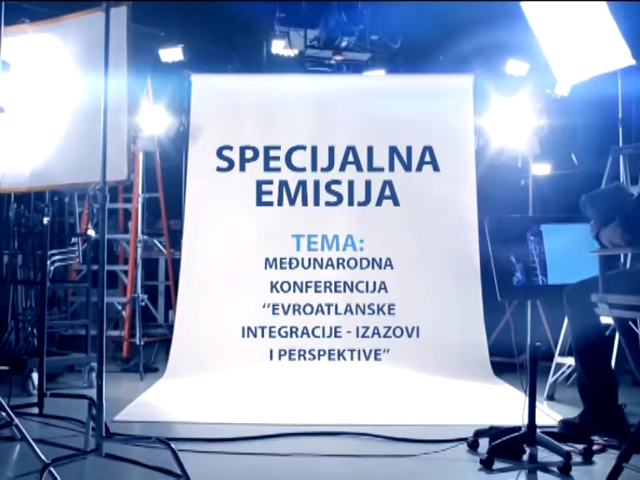 SPECIJALNA
EMISIJA
TEMA:
MEĐUNARODNA
KONFERENCIJA
‘’EVROATLANSKE
INTEGRACIJE - IZAZOVI
I PERSPEKTIVE”